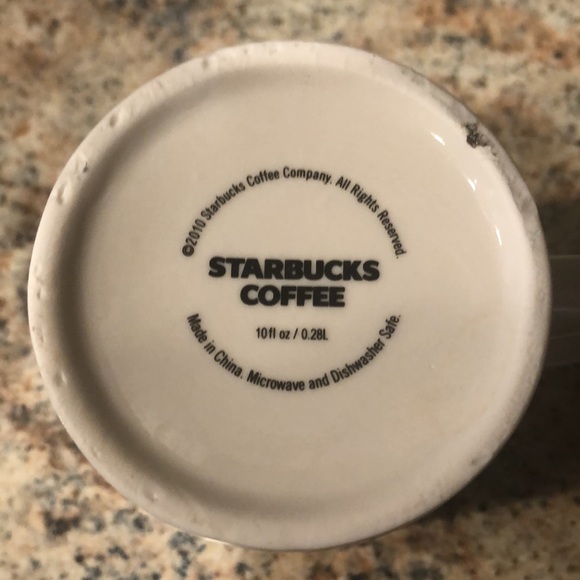 ©2010 Starbucks Coffee Company. All Rights Reserved.
STARBUCKS
COFFEE
10fl oz / 0.28L
Made in China. Microwave and Dishwasher Safe.